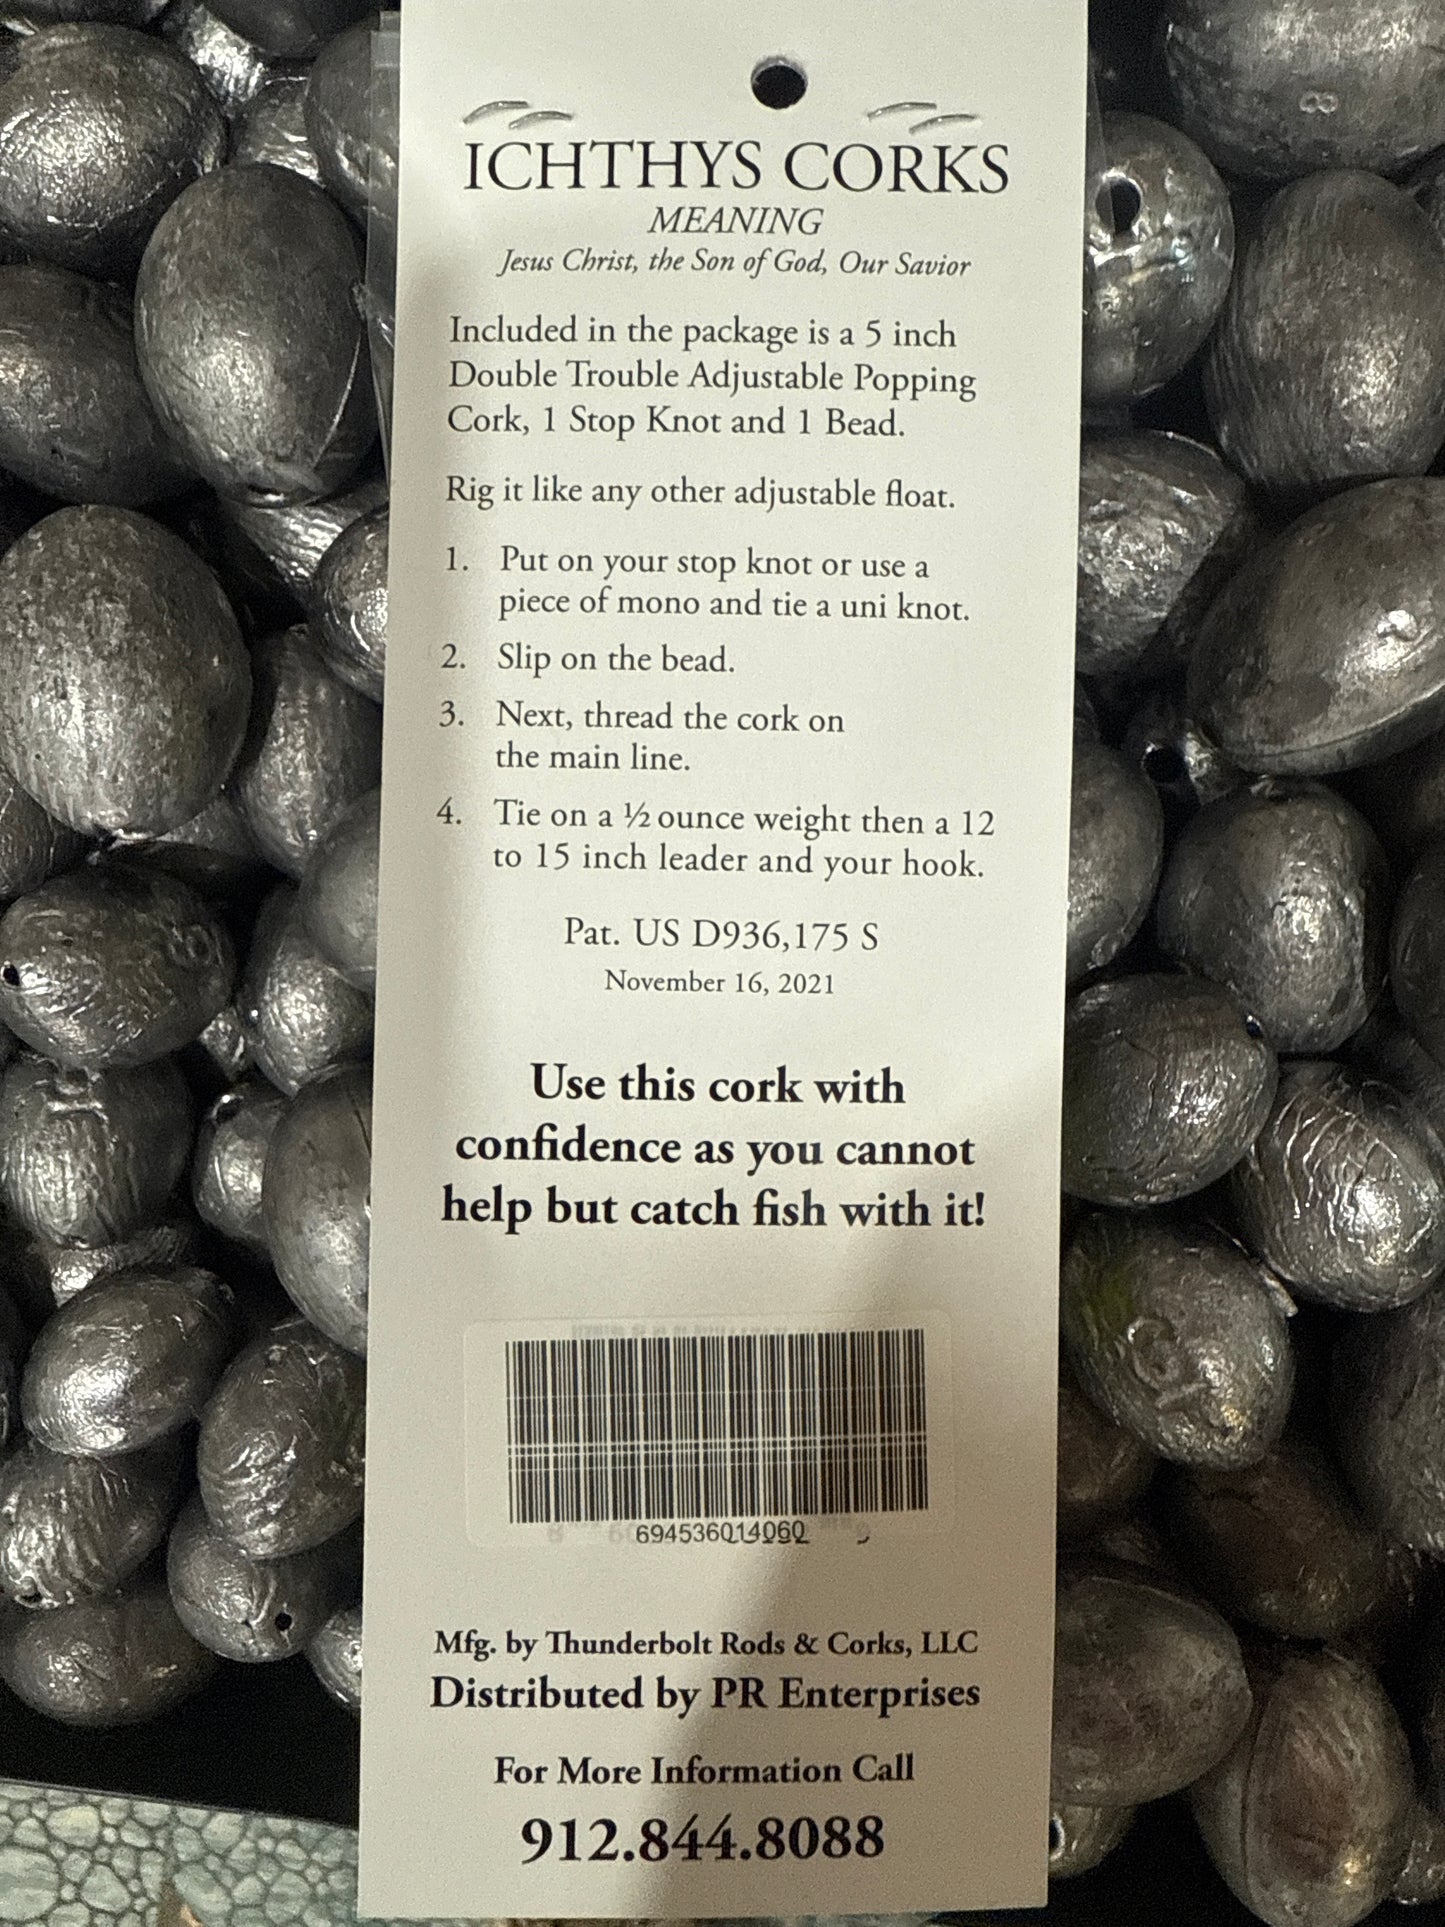 ICHTHYS CORKS
MEANING
Jesus Christ, the Son of God, Our Savior
Included in the package is a 5 inch
Double Trouble Adjustable Popping
Cork, 1 Stop Knot and 1 Bead.
Rig it like any other adjustable float.
1. Put on your stop knot or use a
piece of mono and tie a uni knot.
2. Slip on the bead.
3. Next, thread the cork on
the main line.
4. Tie on a ½ ounce weight then a 12
to 15 inch leader and your hook.
Pat. US D936,175 S
November 16, 2021
Use this cork with
confidence as you cannot
help but catch fish with it!
694536014060
Mfg. by Thunderbolt Rods & Corks, LLC
Distributed by PR Enterprises
For More Information Call
912.844.8088
8